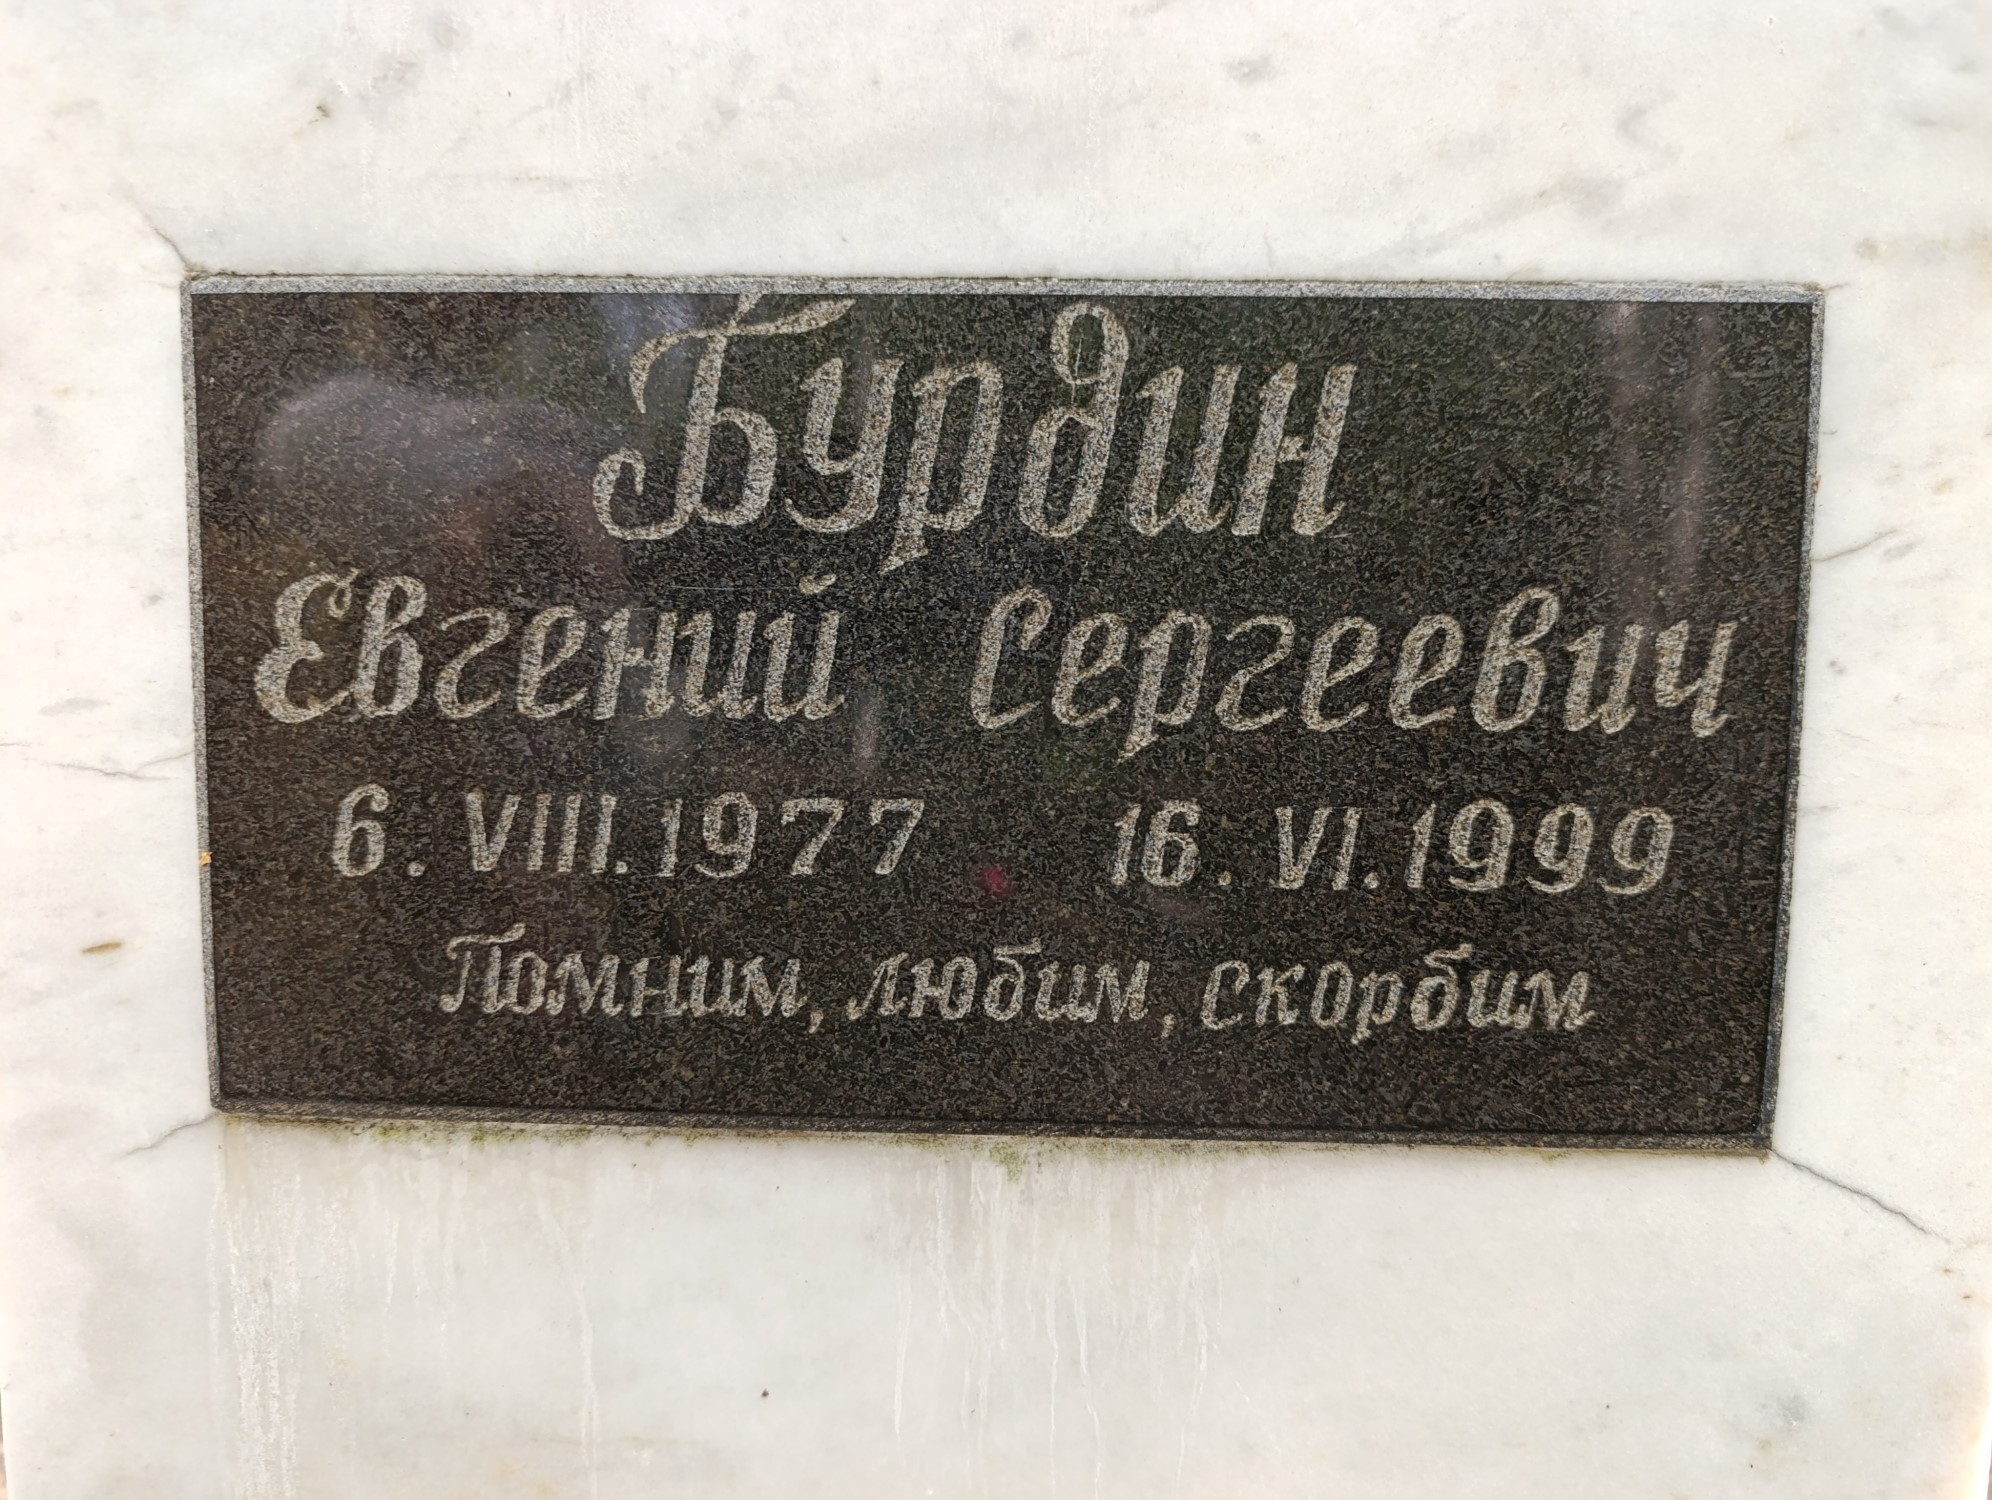 Бурдин
Евгений Сергеевич
6. VIII. 1977 16. VI. 1999
Помним, любим, скорбим